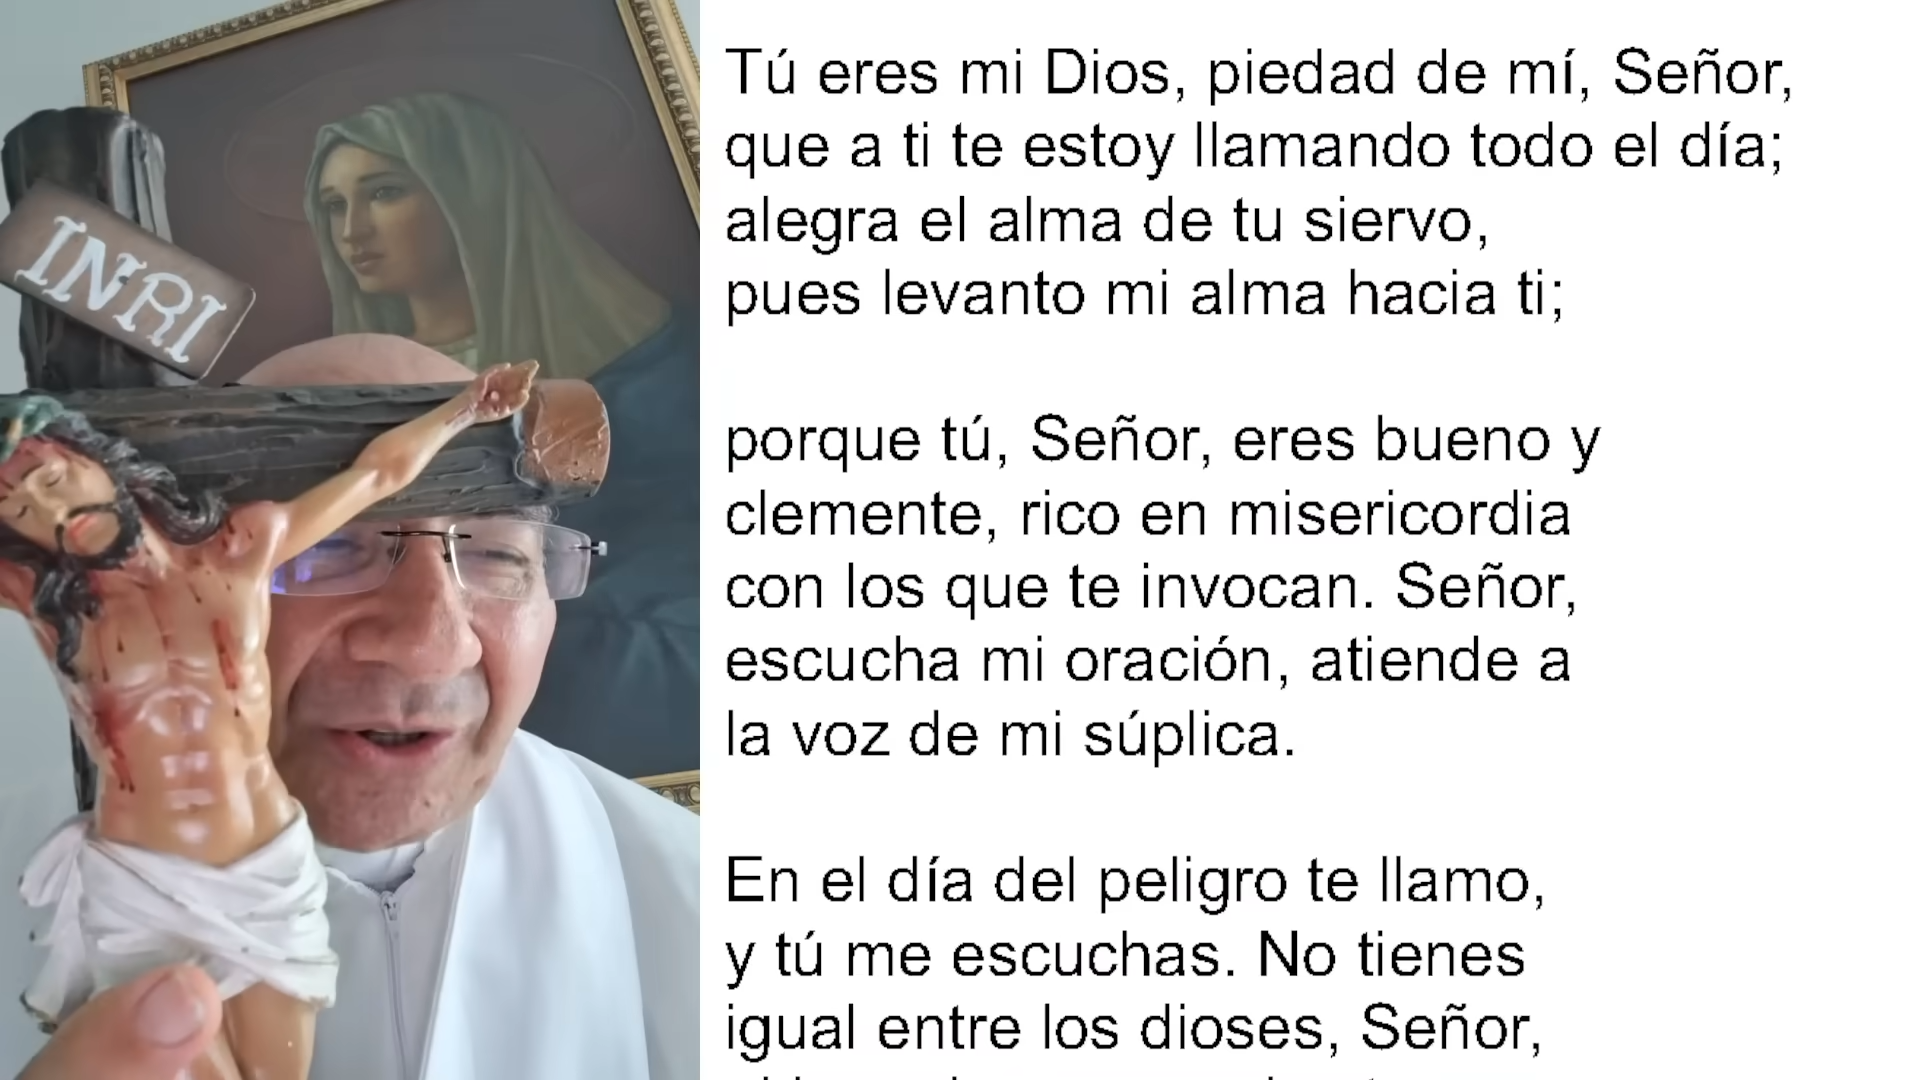 INRI
Tú eres mi Dios, piedad de mí, Señor,
que a ti te estoy llamando todo el día;
alegra el alma de tu siervo,
pues levanto mi alma hacia ti;
porque tú, Señor, eres bueno y
clemente, rico en misericordia
con los que te invocan. Señor,
escucha mi oración, atiende a
la voz de mi súplica.
En el día del peligro te llamo,
y tú me escuchas. No tienes
igual entre los dioses, Señor,